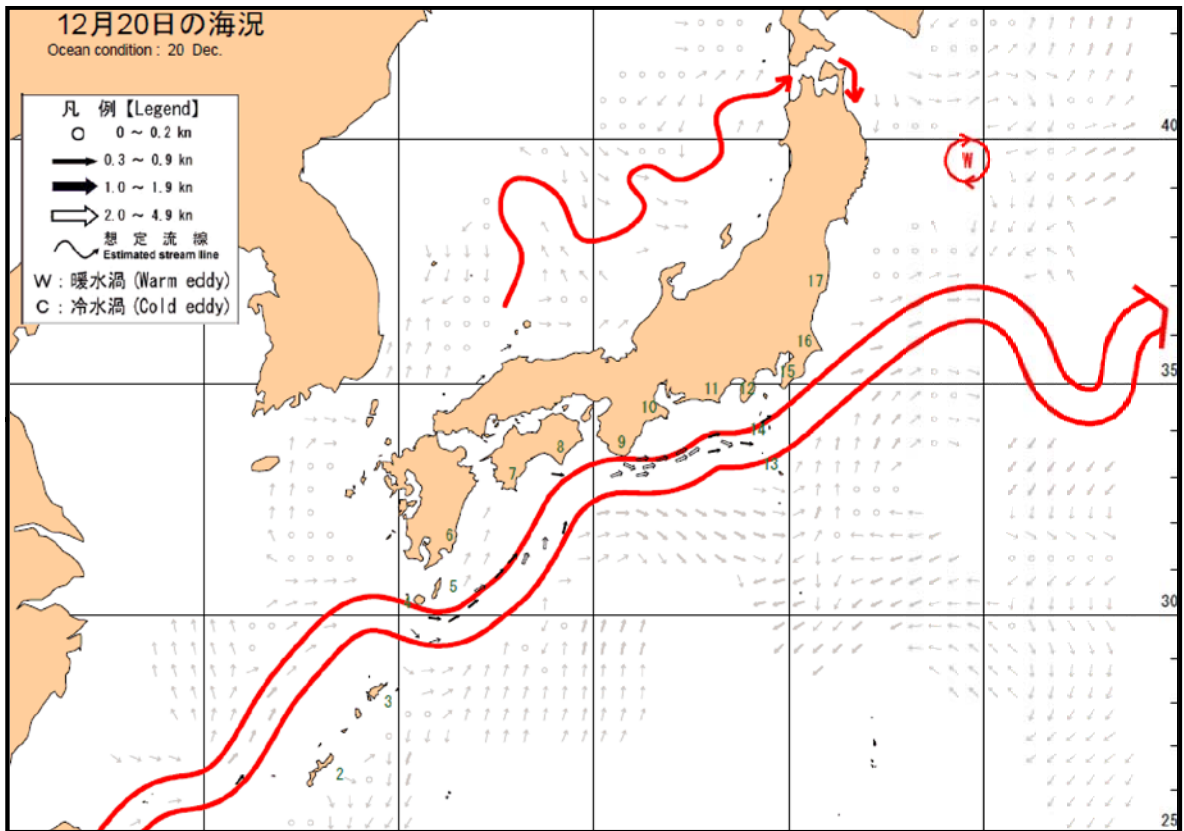 12月20日の海況
Ocean condition : 20 Dec.
凡 例【Legend】
0 ～ 0.2 kn
0.3 ～ 0.9 kn
1.0 ～ 1.9 kn
2.0 ～ 4.9 kn
想 定 流 線
Estimated stream line
W : 暖水渦 (Warm eddy)
C : 冷水渦 (Cold eddy)
40
W
17
16
35
15
12
11
10
14
9
8
13
7
6
5
4
30
3
2
25